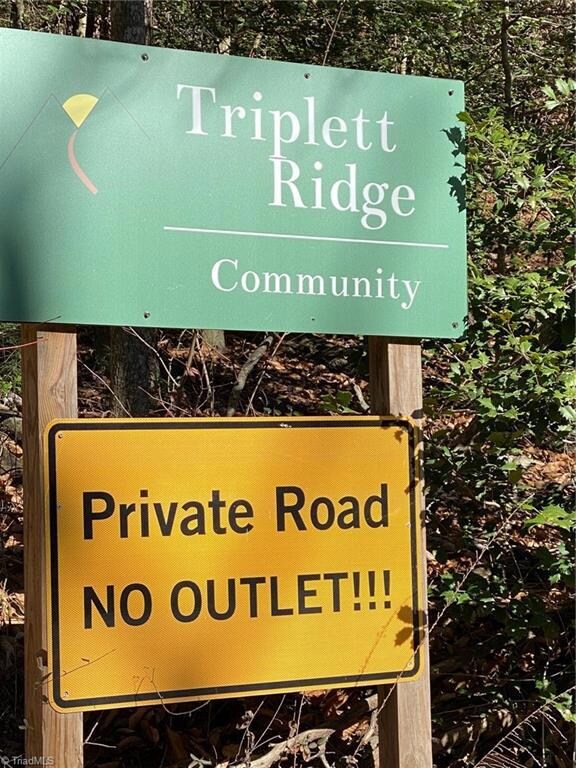 Triplett
Ridge
Community
Private Road
NO OUTLET!!!
© TriadMLS